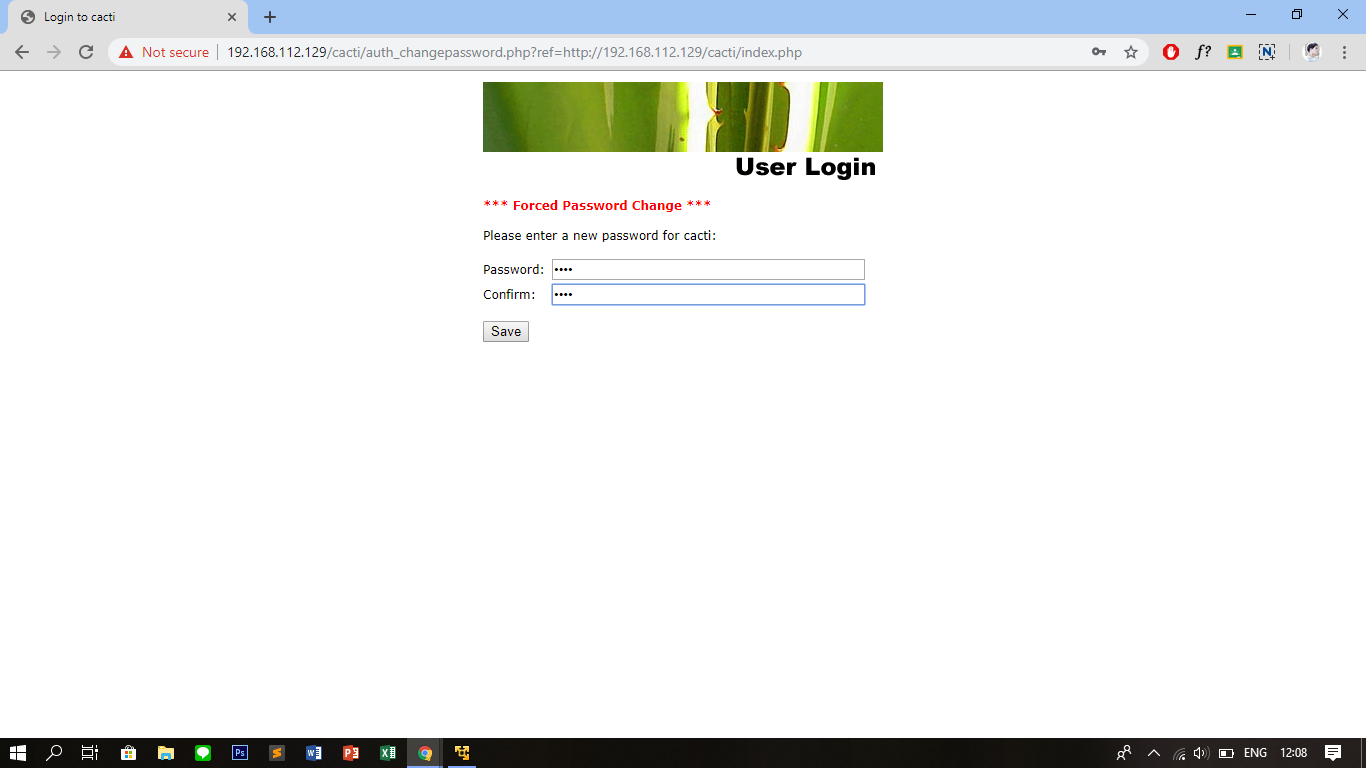 Login to cacti
Not secure
192.168.112.129/cacti/auth_changepassword.php?ref=http://192.168.112.129/cacti/index.php
f?
N
User Login
*** Forced Password Change ***
Please enter a new password for cacti:
Password: ••••
Confirm: ••••
Save
Ps
S
W
P
X
ENG
12:08